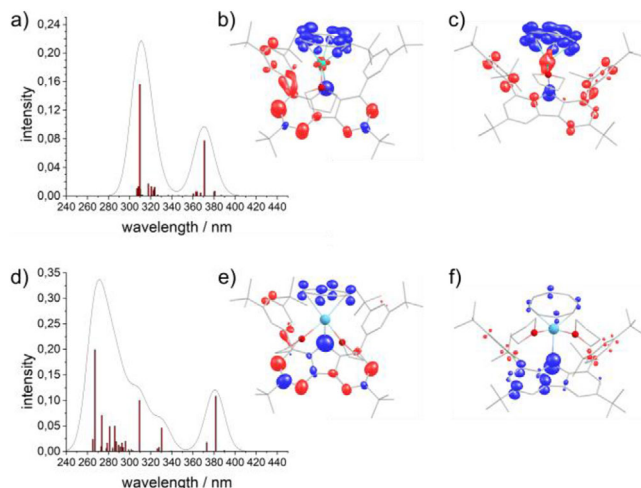 a)
b)
c)
intensity
0,24
0,20
0,16
0,12
0,08
0,04
0,00
240 260 280 300 320 340 360 380 400 420 440
wavelength / nm
d)
e)
f)
intensity
0,35
0,30
0,25
0,20
0,15
0,10
0,05
0,00
240 260 280 300 320 340 360 380 400 420 440
wavelength / nm